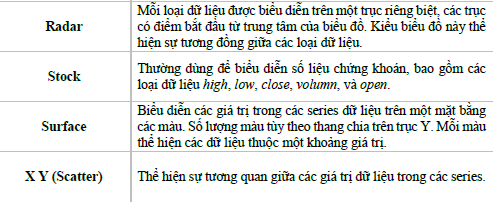 Radar
Mỗi loại dữ liệu được biểu diễn trên một trục riêng biệt, các trục
có điểm bắt đầu từ trung tâm của biểu đồ. Kiểu biểu đồ này thể
hiện sự tương đồng giữa các loại dữ liệu.
Stock
Thường dùng để biểu diễn số liệu chứng khoán, bao gồm các
loại dữ liệu high, low, close, volumn, và open.
Surface
Biểu diễn các giá trị trong các series dữ liệu trên một mặt bằng
các màu. Số lượng màu tùy theo thang chia trên trục Y. Mỗi màu
thể hiện các dữ liệu thuộc một khoảng giá trị.
X Y (Scatter)
Thể hiện sự tương quan giữa các giá trị dữ liệu trong các series.